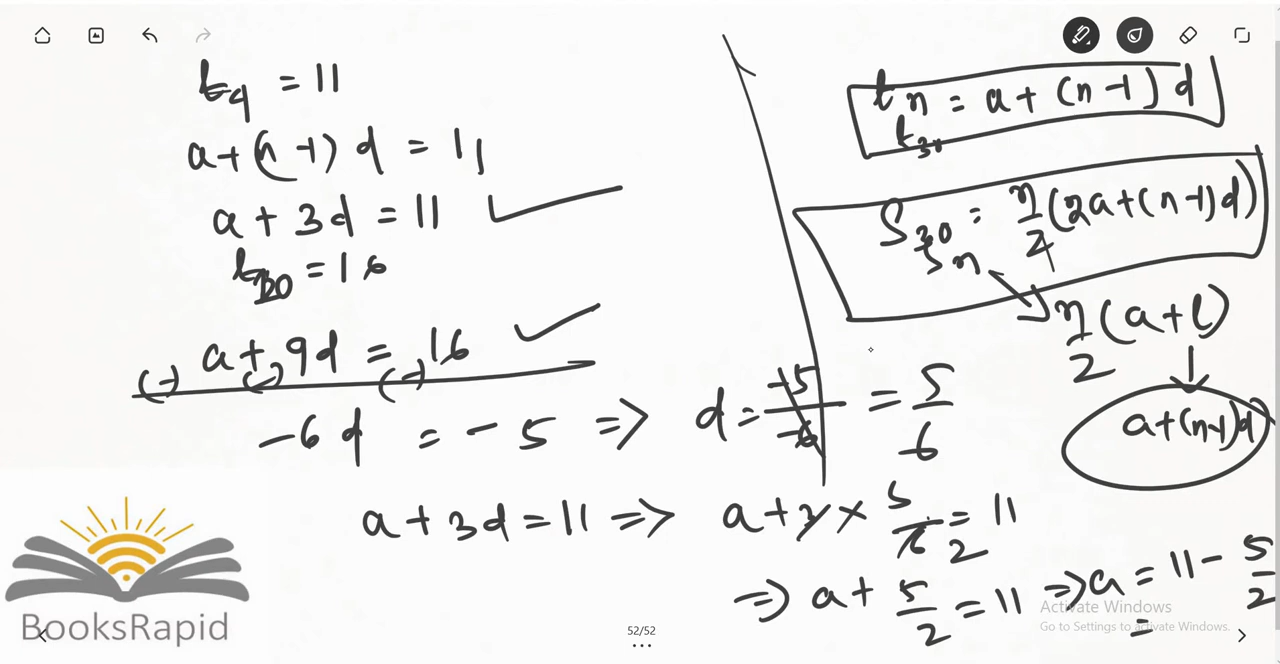 t₄ = 11
a + (n - 1) d = 11
a + 3d = 11
t₁₀ = 16
a + 9d = 16
(-) (-) (-)
-6d = -5 => d = -5/-6 = 5/6
a + 3d = 11 => a + 3 × 5/6 2 = 11
=> a + 5/2 = 11 => a = 11 - 5/2
=
tn = a + (n - 1) d
t₃₀
S₃₀ = n/2 (2a + (n - 1) d)
Sn
n/2 (a + l)
a + (n-1)d
BooksRapid
52/52
Activate Windows
Go to Settings to activate Windows.